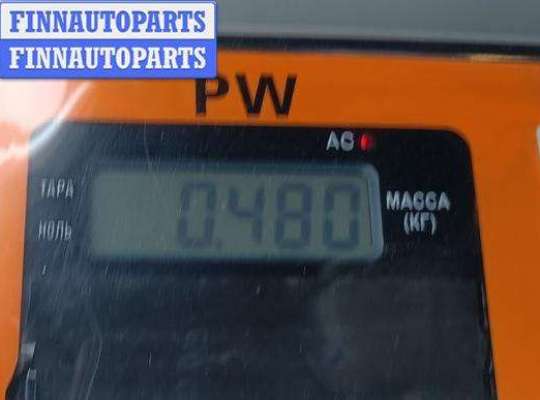 FINNAUTOPARTS
FINNAUTOPARTS
PW
AC
ТАРА
0.480
МАССА
(КГ)
НОЛЬ